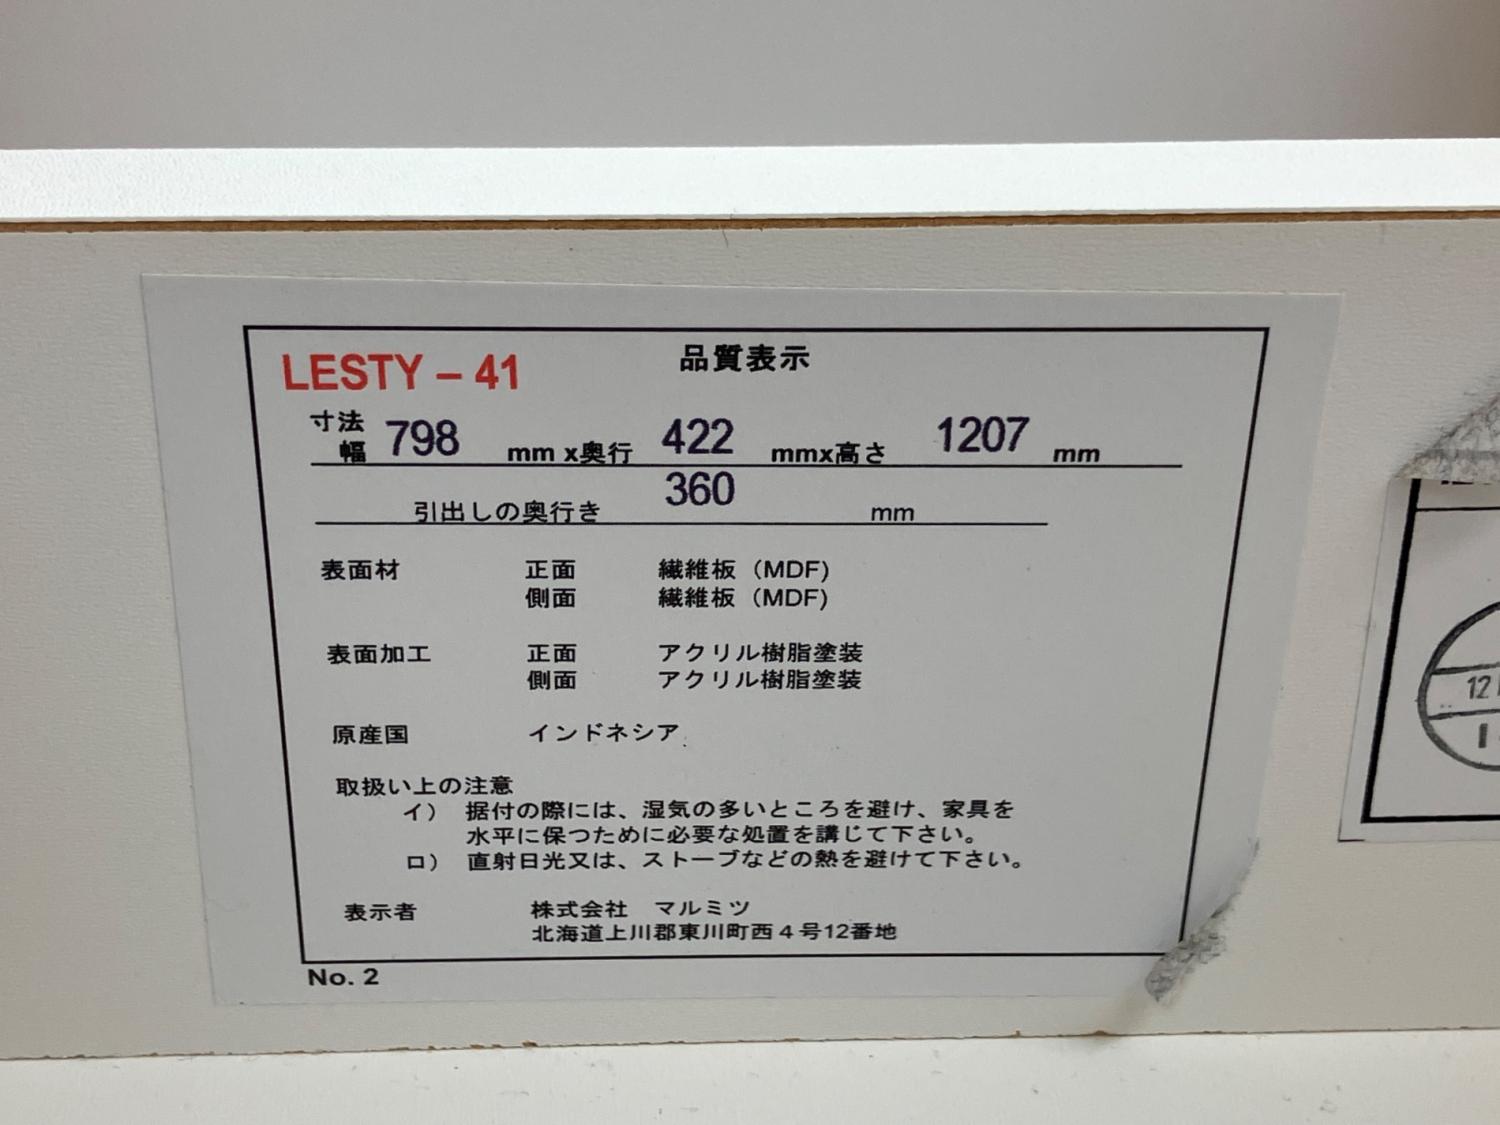 品質表示
LESTY – 41
寸法
幅 798 mm x奥行 422 mmx高さ 1207 mm
引出しの奥行き 360 mm
表面材 正面 繊維板（MDF)
側面 繊維板（MDF)
表面加工 正面 アクリル樹脂塗装
側面 アクリル樹脂塗装
原産国 インドネシア
取扱い上の注意
イ） 据付の際には、湿気の多いところを避け、家具を
水平に保つために必要な処置を講じて下さい。
ロ） 直射日光又は、ストーブなどの熱を避けて下さい。
表示者 株式会社 マルミツ
北海道上川郡東川町西４号12番地
No. 2
12